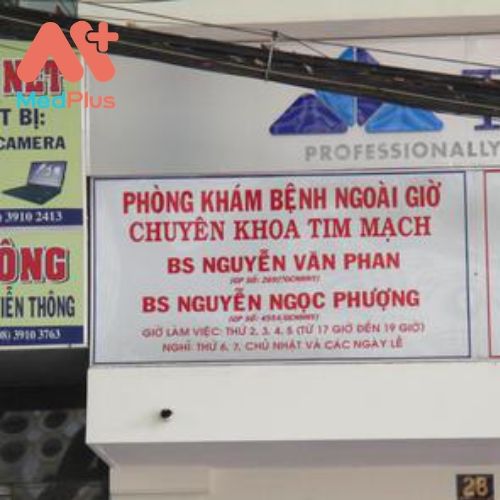 MedPlus
NET
T BỊ:
CAMERA
) 3910 2413
ÔNG
IỄN THÔNG
08) 3910 3763
PROFESSIONALLY
PHÒNG KHÁM BỆNH NGOÀI GIỜ
CHUYÊN KHOA TIM MẠCH
BS NGUYỄN VĂN PHAN
BS NGUYỄN NGỌC PHƯỢNG
GIỜ LÀM VIỆC: THỨ 2, 3, 4, 5 (TỪ 17 GIỜ ĐẾN 19 GIỜ)
NGHỈ: THỨ 6, 7, CHỦ NHẬT VÀ CÁC NGÀY LỄ
28